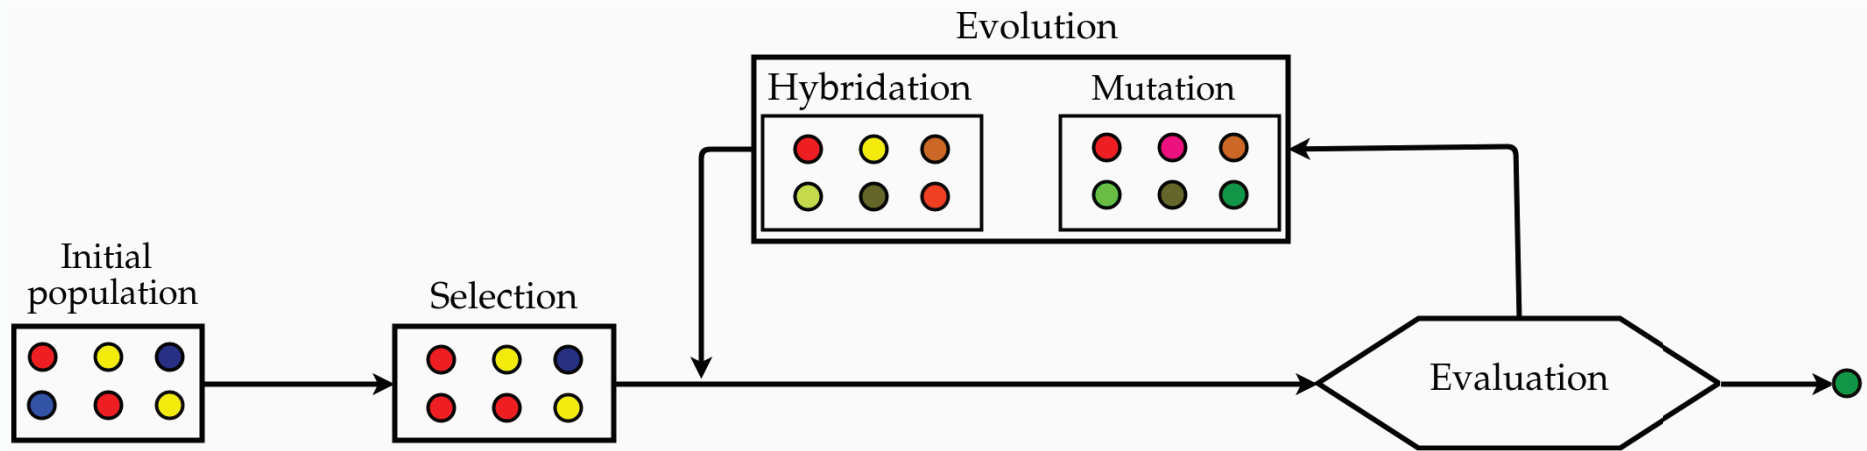 Evolution
Hybridation
Mutation
Initial
population
Selection
Evaluation